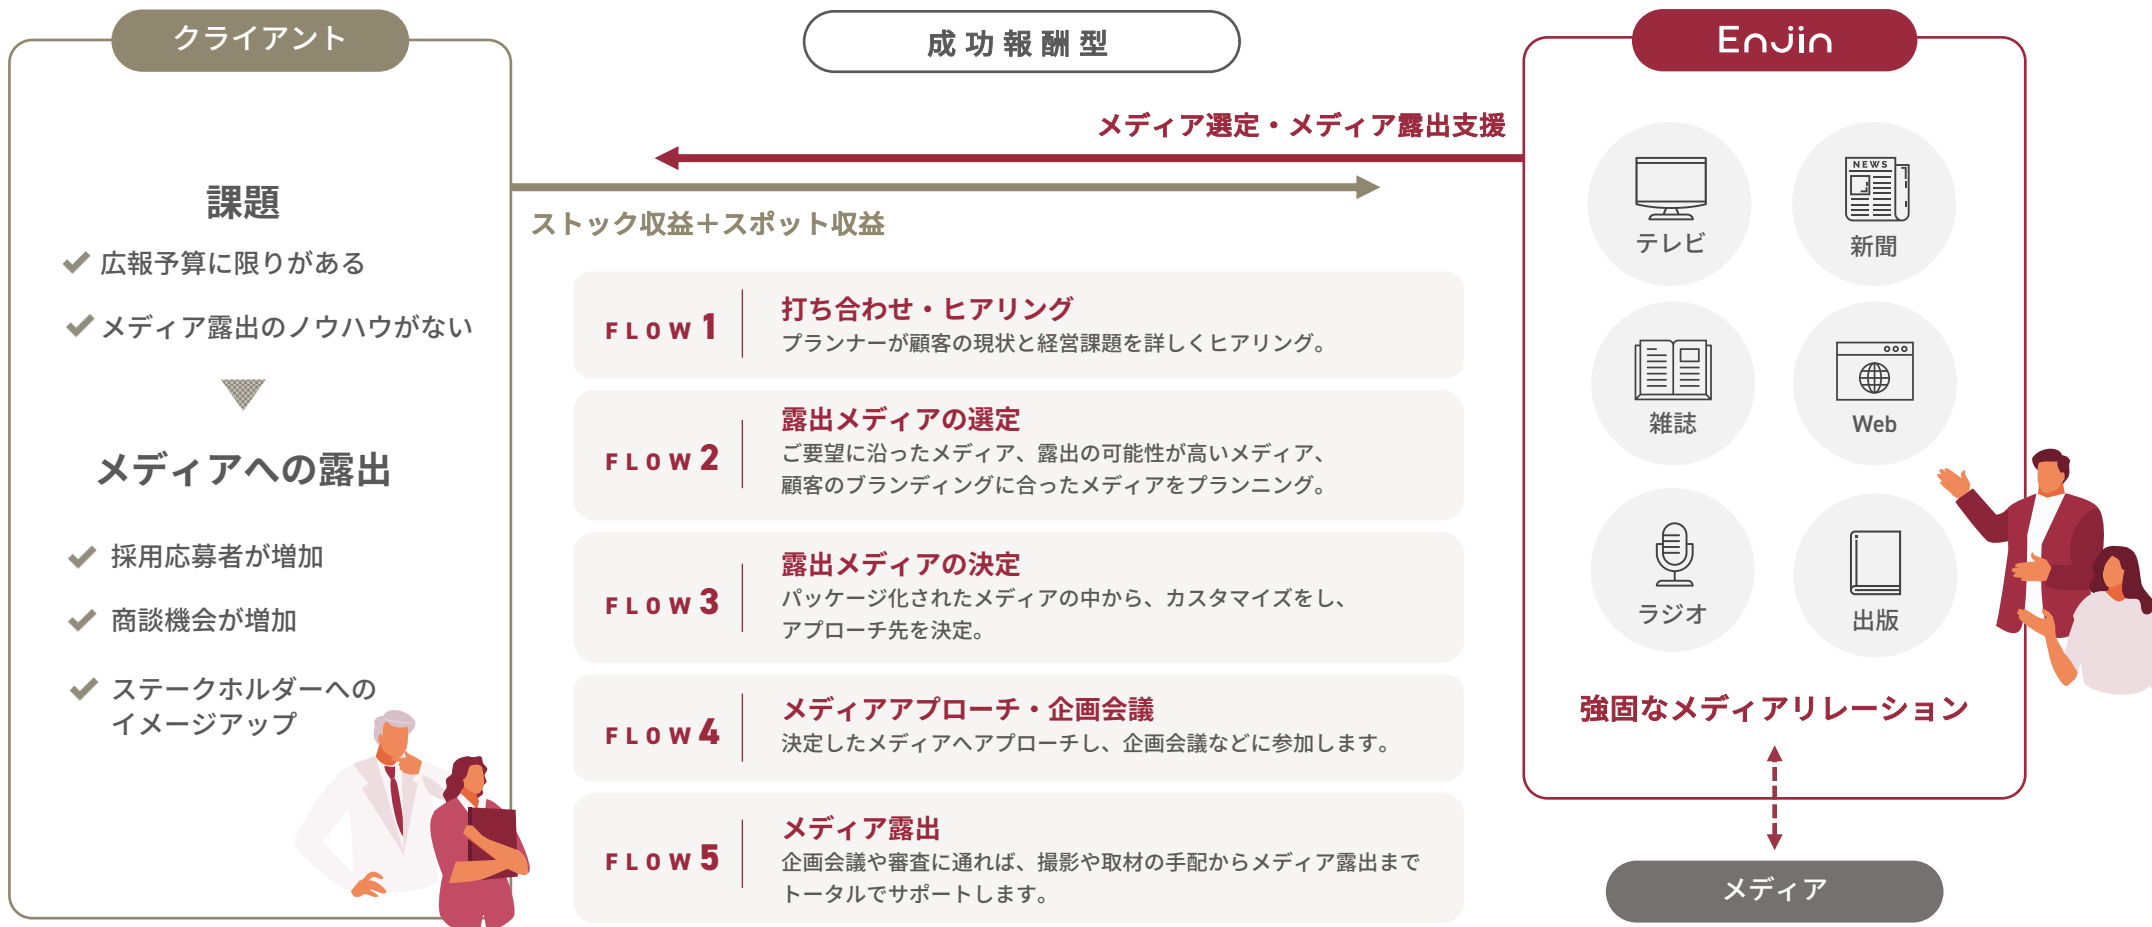 クライアント
課題
広報予算に限りがある
メディア露出のノウハウがない
メディアへの露出
採用応募者が増加
商談機会が増加
ステークホルダーへの
イメージアップ
成功報酬型
メディア選定・メディア露出支援
ストック収益＋スポット収益
FLOW 1
打ち合わせ・ヒアリング
プランナーが顧客の現状と経営課題を詳しくヒアリング。
FLOW 2
露出メディアの選定
ご要望に沿ったメディア、露出の可能性が高いメディア、
顧客のブランディングに合ったメディアをプランニング。
FLOW 3
露出メディアの決定
パッケージ化されたメディアの中から、カスタマイズをし、
アプローチ先を決定。
FLOW 4
メディアアプローチ・企画会議
決定したメディアへアプローチし、企画会議などに参加します。
FLOW 5
メディア露出
企画会議や審査に通れば、撮影や取材の手配からメディア露出まで
トータルでサポートします。
Enjin
テレビ
NEWS
新聞
雑誌
Web
ラジオ
出版
強固なメディアリレーション
メディア